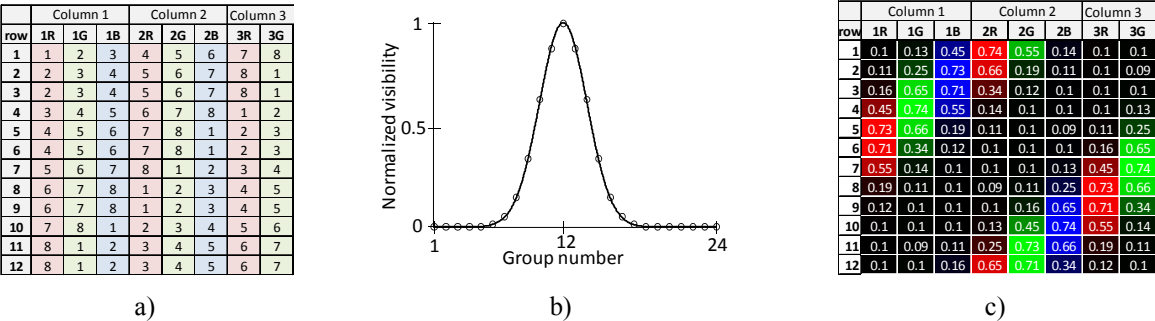 Column 1 Column 2 Column 3
row 1R 1G 1B 2R 2G 2B 3R 3G
1 1 2 3 4 5 6 7 8
2 2 3 4 5 6 7 8 1
3 2 3 4 5 6 7 8 1
4 3 4 5 6 7 8 1 2
5 4 5 6 7 8 1 2 3
6 4 5 6 7 8 1 2 3
7 5 6 7 8 1 2 3 4
8 6 7 8 1 2 3 4 5
9 6 7 8 1 2 3 4 5
10 7 8 1 2 3 4 5 6
11 8 1 2 3 4 5 6 7
12 8 1 2 3 4 5 6 7
a)
Normalized visibility
1
0.5
0
1 12 24
Group number
b)
Column 1 Column 2 Column 3
row 1R 1G 1B 2R 2G 2B 3R 3G
1 0.1 0.13 0.45 0.74 0.55 0.14 0.1 0.1
2 0.11 0.25 0.73 0.66 0.19 0.11 0.1 0.09
3 0.16 0.65 0.71 0.34 0.12 0.1 0.1 0.1
4 0.45 0.74 0.55 0.14 0.1 0.1 0.1 0.13
5 0.73 0.66 0.19 0.11 0.1 0.09 0.11 0.25
6 0.71 0.34 0.12 0.1 0.1 0.1 0.16 0.65
7 0.55 0.14 0.1 0.1 0.1 0.13 0.45 0.74
8 0.19 0.11 0.1 0.09 0.11 0.25 0.73 0.66
9 0.12 0.1 0.1 0.1 0.16 0.65 0.71 0.34
10 0.1 0.1 0.1 0.13 0.45 0.74 0.55 0.14
11 0.1 0.09 0.11 0.25 0.73 0.66 0.19 0.11
12 0.1 0.1 0.16 0.65 0.71 0.34 0.12 0.1
c)